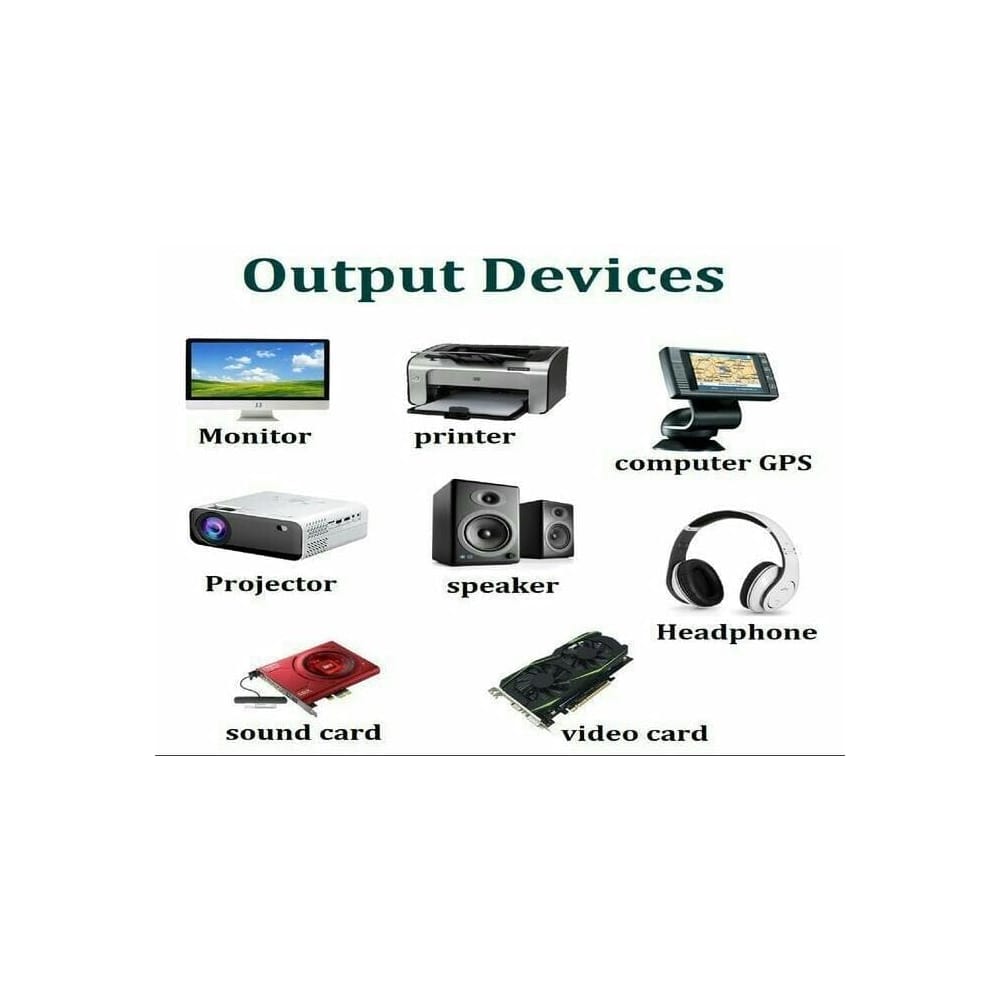 Output Devices
Monitor
printer
computer GPS
Projector
speaker
Headphone
sound card
video card